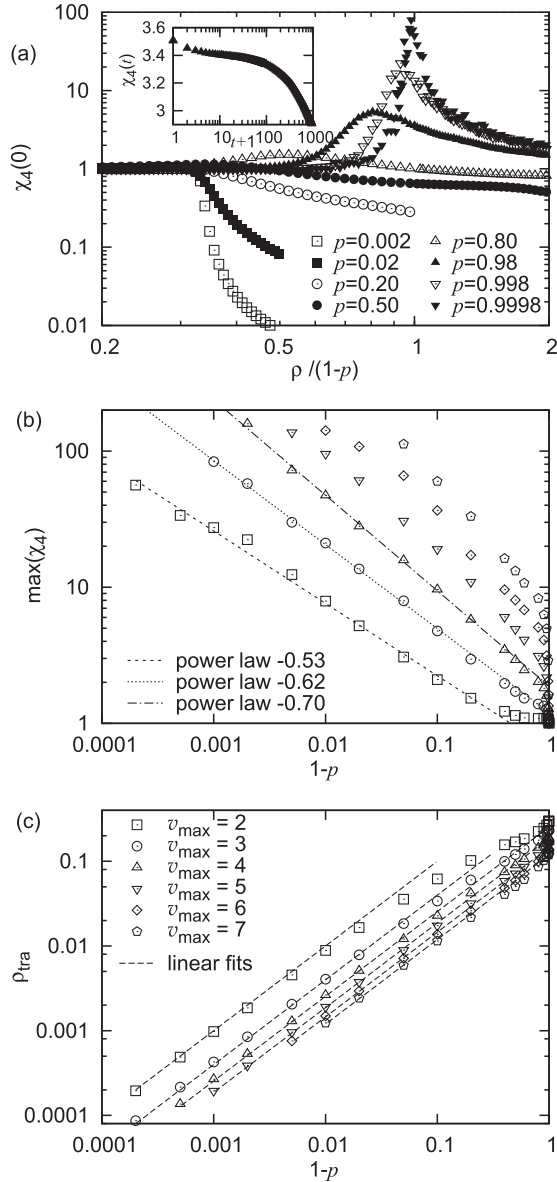 (a)
χ4(0)
100
10
1
0.1
0.01
χ4(t)
3.6
3.4
3.2
3
1 10 100 1000
t+1
p=0.002
p=0.02
p=0.20
p=0.50
p=0.80
p=0.98
p=0.998
p=0.9998
0.2 0.5 1 2
ρ /(1-p)
(b)
max(χ4)
100
10
1
power law -0.53
power law -0.62
power law -0.70
0.0001 0.001 0.01 0.1 1
1-p
(c)
ρtra
0.1
0.01
0.001
0.0001
vmax = 2
vmax = 3
vmax = 4
vmax = 5
vmax = 6
vmax = 7
linear fits
0.0001 0.001 0.01 0.1 1
1-p